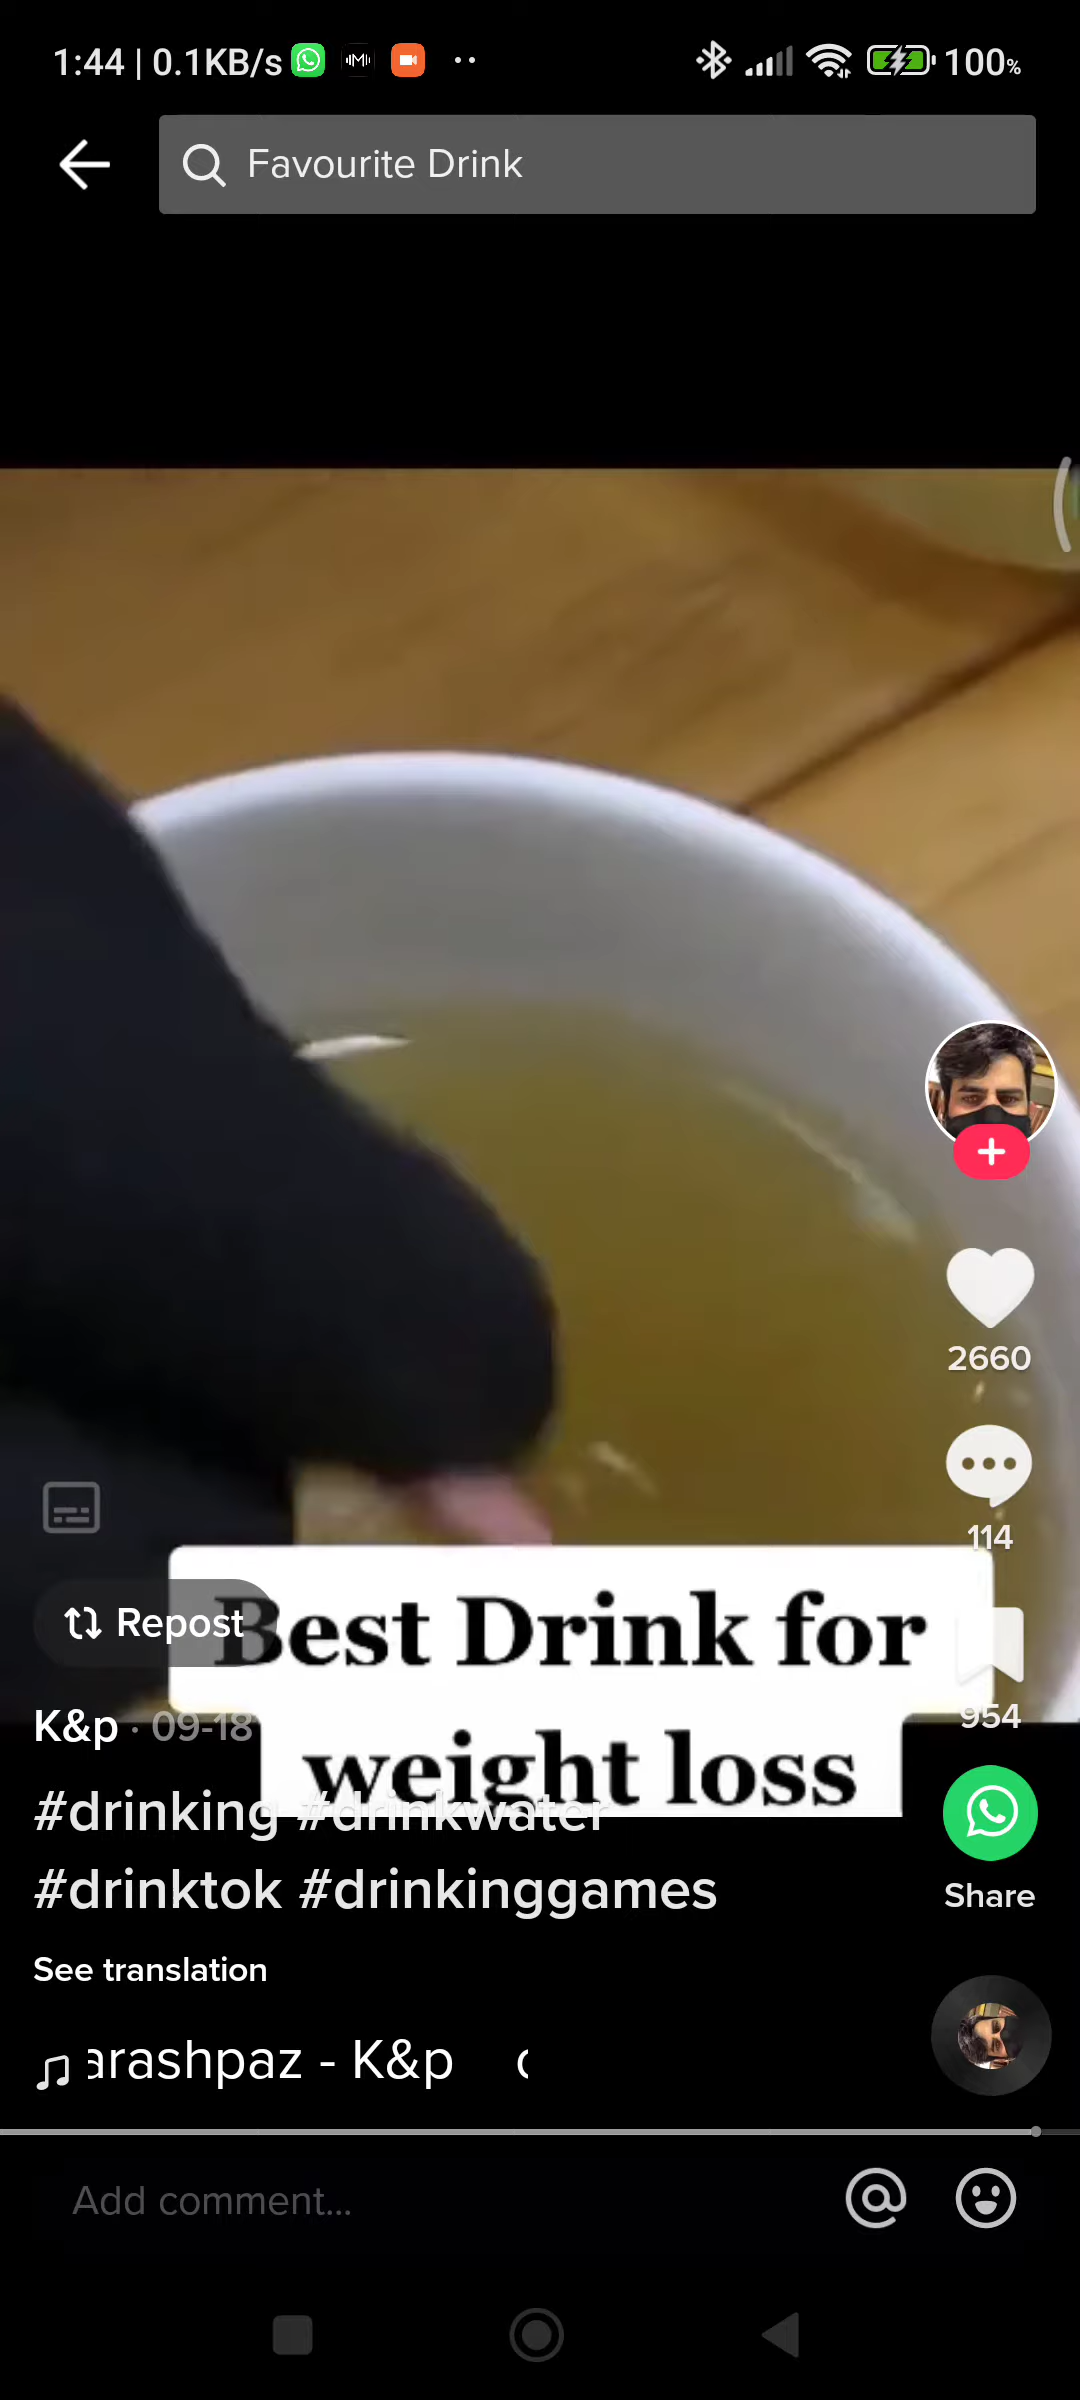 1:44 | 0.1KB/s
100%
Favourite Drink
2660
114
Repost
Best Drink for
954
K&p · 09-18
weight loss
#drinking #drinkwater
#drinktok #drinkinggames
Share
See translation
arashpaz - K&p
Add comment...